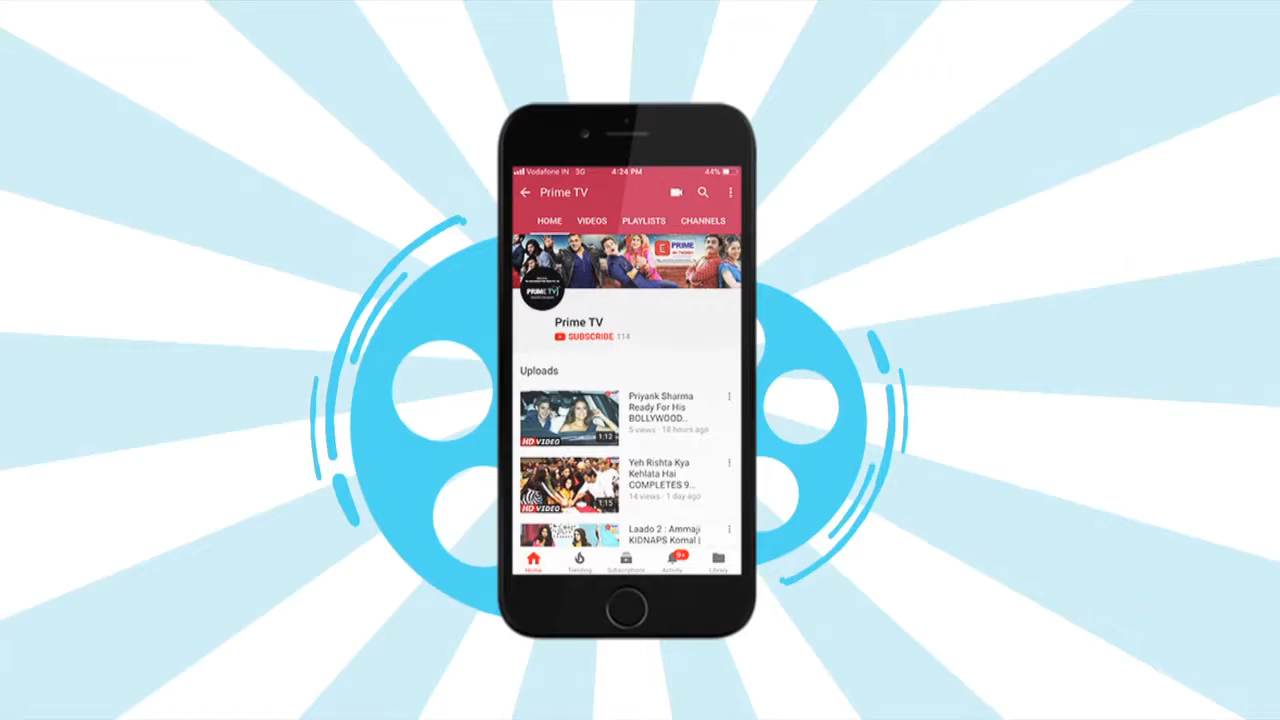 Vodafone IN 3G 4:24 PM 44%
Prime TV
HOME VIDEOS PLAYLISTS CHANNELS
PRIME
PRIME TV
Prime TV
SUBSCRIBE 114
Uploads
Priyank Sharma
Ready For His
BOLLYWOOD...
5 views · 18 hours ago
1:12
HD VIDEO
Yeh Rishta Kya
Kehlata Hai
COMPLETES 9...
14 views · 1 day ago
1:15
HD VIDEO
Laado 2 : Ammaji
KIDNAPS Komal |
9+
Home Trending Subscriptions Activity Library